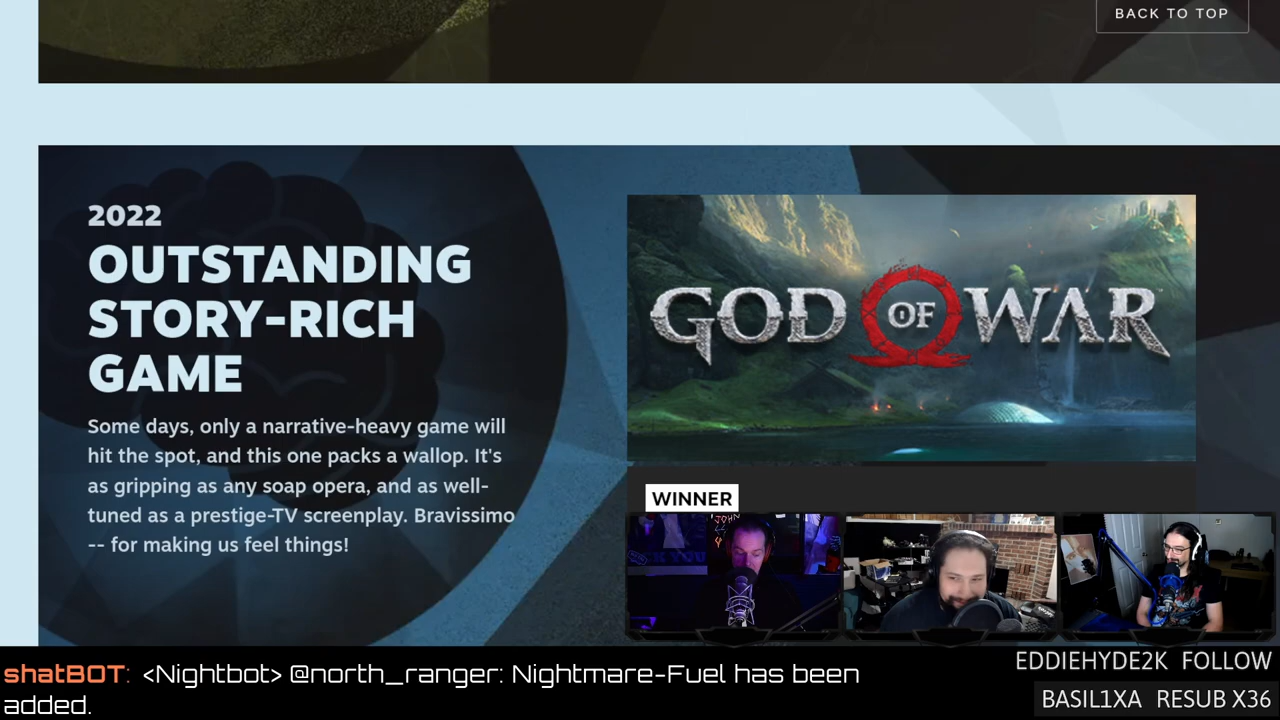 BACK TO TOP
2022
OUTSTANDING
STORY-RICH
GAME
Some days, only a narrative-heavy game will
hit the spot, and this one packs a wallop. It's
as gripping as any soap opera, and as well-
tuned as a prestige-TV screenplay. Bravissimo
-- for making us feel things!
GOD OF WAR
WINNER
JOHN
shatBOT: <Nightbot> @north_ranger: Nightmare-Fuel has been
added.
EDDIEHYDE2K FOLLOW
BASIL1XA RESUB X36